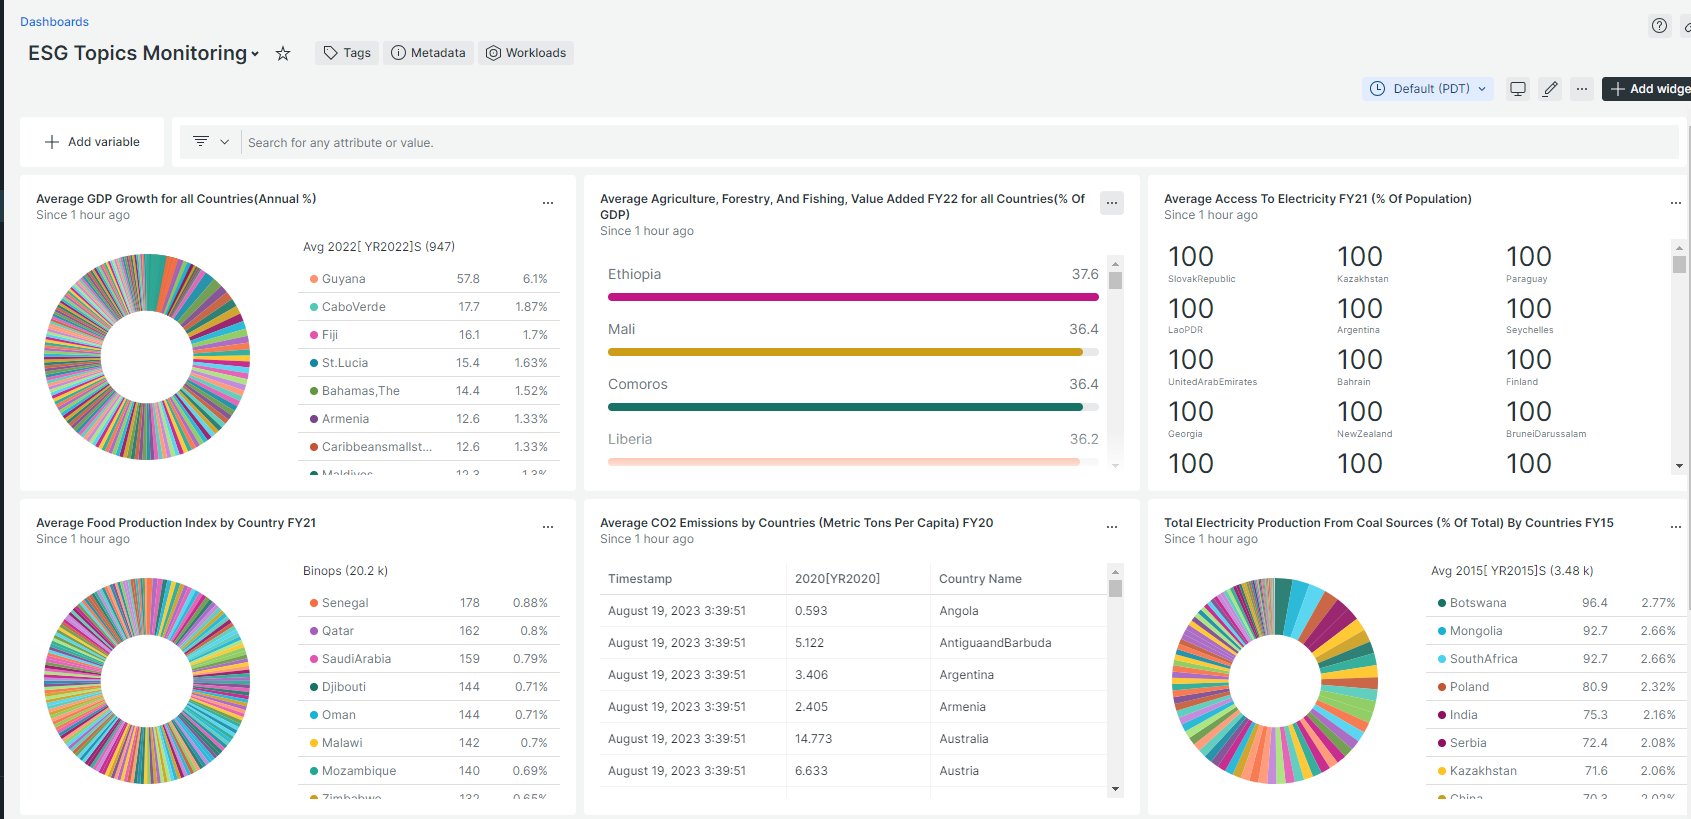 Dashboards
ESG Topics Monitoring
Tags
Metadata
Workloads
Default (PDT)
Add variable
Search for any attribute or value.
Average GDP Growth for all Countries(Annual %)
Since 1 hour ago
Avg 2022[ YR2022]S (947)
Guyana 57.8 6.1%
CaboVerde 17.7 1.87%
Fiji 16.1 1.7%
St.Lucia 15.4 1.63%
Bahamas,The 14.4 1.52%
Armenia 12.6 1.33%
Caribbeansmallst... 12.6 1.33%
Maldives 12.3 1.3%
Average Agriculture, Forestry, And Fishing, Value Added FY22 for all Countries(% Of
GDP)
Since 1 hour ago
Ethiopia 37.6
Mali 36.4
Comoros 36.4
Liberia 36.2
Average Access To Electricity FY21 (% Of Population)
Since 1 hour ago
100 100 100
SlovakRepublic Kazakhstan Paraguay
100 100 100
LaoPDR Argentina Seychelles
100 100 100
UnitedArabEmirates Bahrain Finland
100 100 100
Georgia NewZealand BruneiDarussalam
100 100 100
Average Food Production Index by Country FY21
Since 1 hour ago
Binops (20.2 k)
Senegal 178 0.88%
Qatar 162 0.8%
SaudiArabia 159 0.79%
Djibouti 144 0.71%
Oman 144 0.71%
Malawi 142 0.7%
Mozambique 140 0.69%
Zimbabwe 132 0.65%
Average CO2 Emissions by Countries (Metric Tons Per Capita) FY20
Since 1 hour ago
Timestamp 2020[YR2020] Country Name
August 19, 2023 3:39:51 0.593 Angola
August 19, 2023 3:39:51 5.122 AntiguaandBarbuda
August 19, 2023 3:39:51 3.406 Argentina
August 19, 2023 3:39:51 2.405 Armenia
August 19, 2023 3:39:51 14.773 Australia
August 19, 2023 3:39:51 6.633 Austria
Total Electricity Production From Coal Sources (% Of Total) By Countries FY15
Since 1 hour ago
Avg 2015[ YR2015]S (3.48 k)
Botswana 96.4 2.77%
Mongolia 92.7 2.66%
SouthAfrica 92.7 2.66%
Poland 80.9 2.32%
India 75.3 2.16%
Serbia 72.4 2.08%
Kazakhstan 71.6 2.06%
China 70.3 2.02%
Add widge